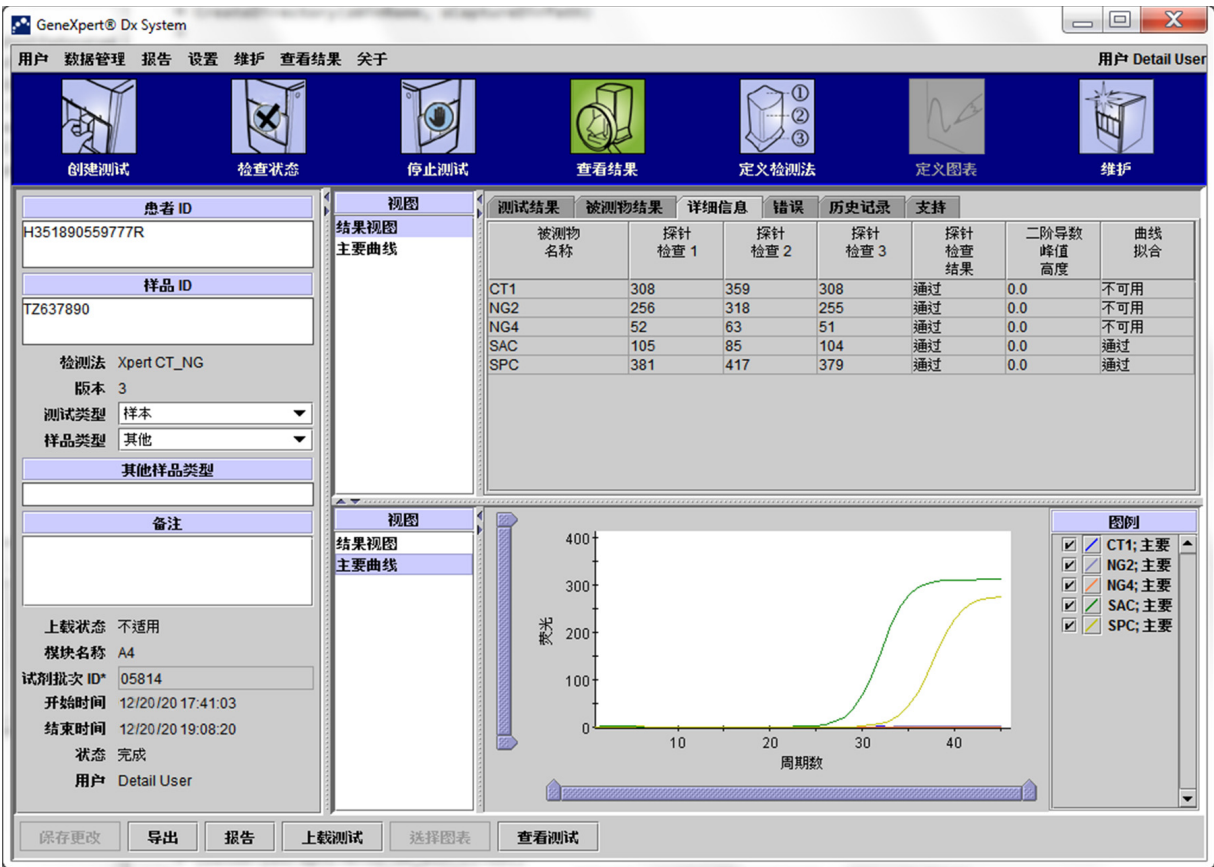 GeneXpert® Dx System
用户 数据管理 报告 设置 维护 查看结果 关于
用户 Detail User
创建测试
检查状态
停止测试
查看结果
定义检测法
定义图表
维护
患者 ID
H351890559777R
样品 ID
TZ637890
检测法 Xpert CT_NG
版本 3
测试类型 样本
样品类型 其他
其他样品类型
备注
上载状态 不适用
模块名称 A4
试剂批次 ID* 05814
开始时间 12/20/20 17:41:03
结束时间 12/20/20 19:08:20
状态 完成
用户 Detail User
视图
结果视图
主要曲线
测试结果 被测物结果 详细信息 错误 历史记录 支持
被测物 探针 探针 探针 探针 二阶导数 曲线
名称 检查 1 检查 2 检查 3 检查 峰值 拟合
结果 高度
CT1 308 359 308 通过 0.0 不可用
NG2 256 318 255 通过 0.0 不可用
NG4 52 63 51 通过 0.0 不可用
SAC 105 85 104 通过 0.0 通过
SPC 381 417 379 通过 0.0 通过
视图
结果视图
主要曲线
荧光
400
300
200
100
0
10 20 30 40
周期数
图例
CT1; 主要
NG2; 主要
NG4; 主要
SAC; 主要
SPC; 主要
保存更改 导出 报告 上载测试 选择图表 查看测试